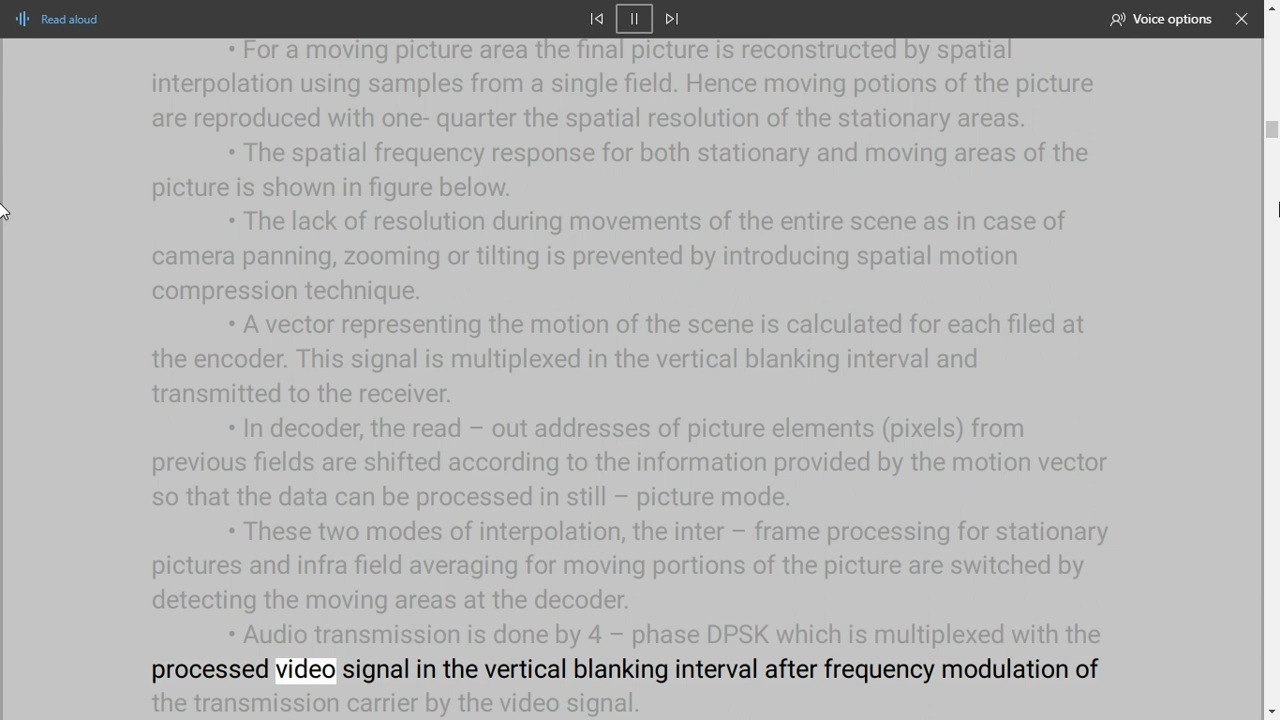 Read aloud
Voice options
• For a moving picture area the final picture is reconstructed by spatial
interpolation using samples from a single field. Hence moving potions of the picture
are reproduced with one- quarter the spatial resolution of the stationary areas.
• The spatial frequency response for both stationary and moving areas of the
picture is shown in figure below.
• The lack of resolution during movements of the entire scene as in case of
camera panning, zooming or tilting is prevented by introducing spatial motion
compression technique.
• A vector representing the motion of the scene is calculated for each filed at
the encoder. This signal is multiplexed in the vertical blanking interval and
transmitted to the receiver.
• In decoder, the read – out addresses of picture elements (pixels) from
previous fields are shifted according to the information provided by the motion vector
so that the data can be processed in still – picture mode.
• These two modes of interpolation, the inter – frame processing for stationary
pictures and infra field averaging for moving portions of the picture are switched by
detecting the moving areas at the decoder.
• Audio transmission is done by 4 – phase DPSK which is multiplexed with the
processed video signal in the vertical blanking interval after frequency modulation of
the transmission carrier by the video signal.